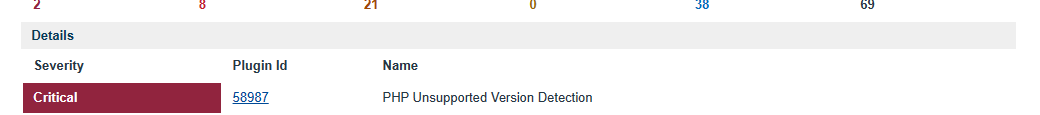 2 8 21 0 38 69
Details
Severity Plugin Id Name
Critical 58987 PHP Unsupported Version Detection